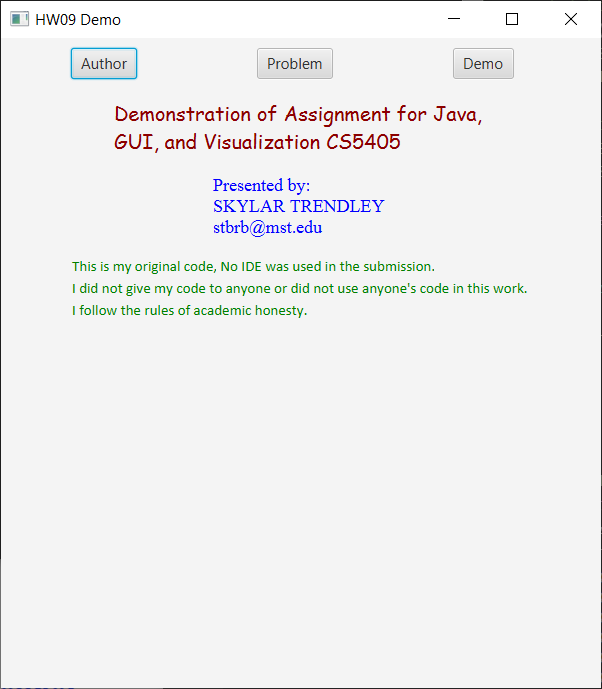 HW09 Demo
Author Problem Demo
Demonstration of Assignment for Java,
GUI, and Visualization CS5405
Presented by:
SKYLAR TRENDLEY
stbrb@mst.edu
This is my original code, No IDE was used in the submission.
I did not give my code to anyone or did not use anyone's code in this work.
I follow the rules of academic honesty.